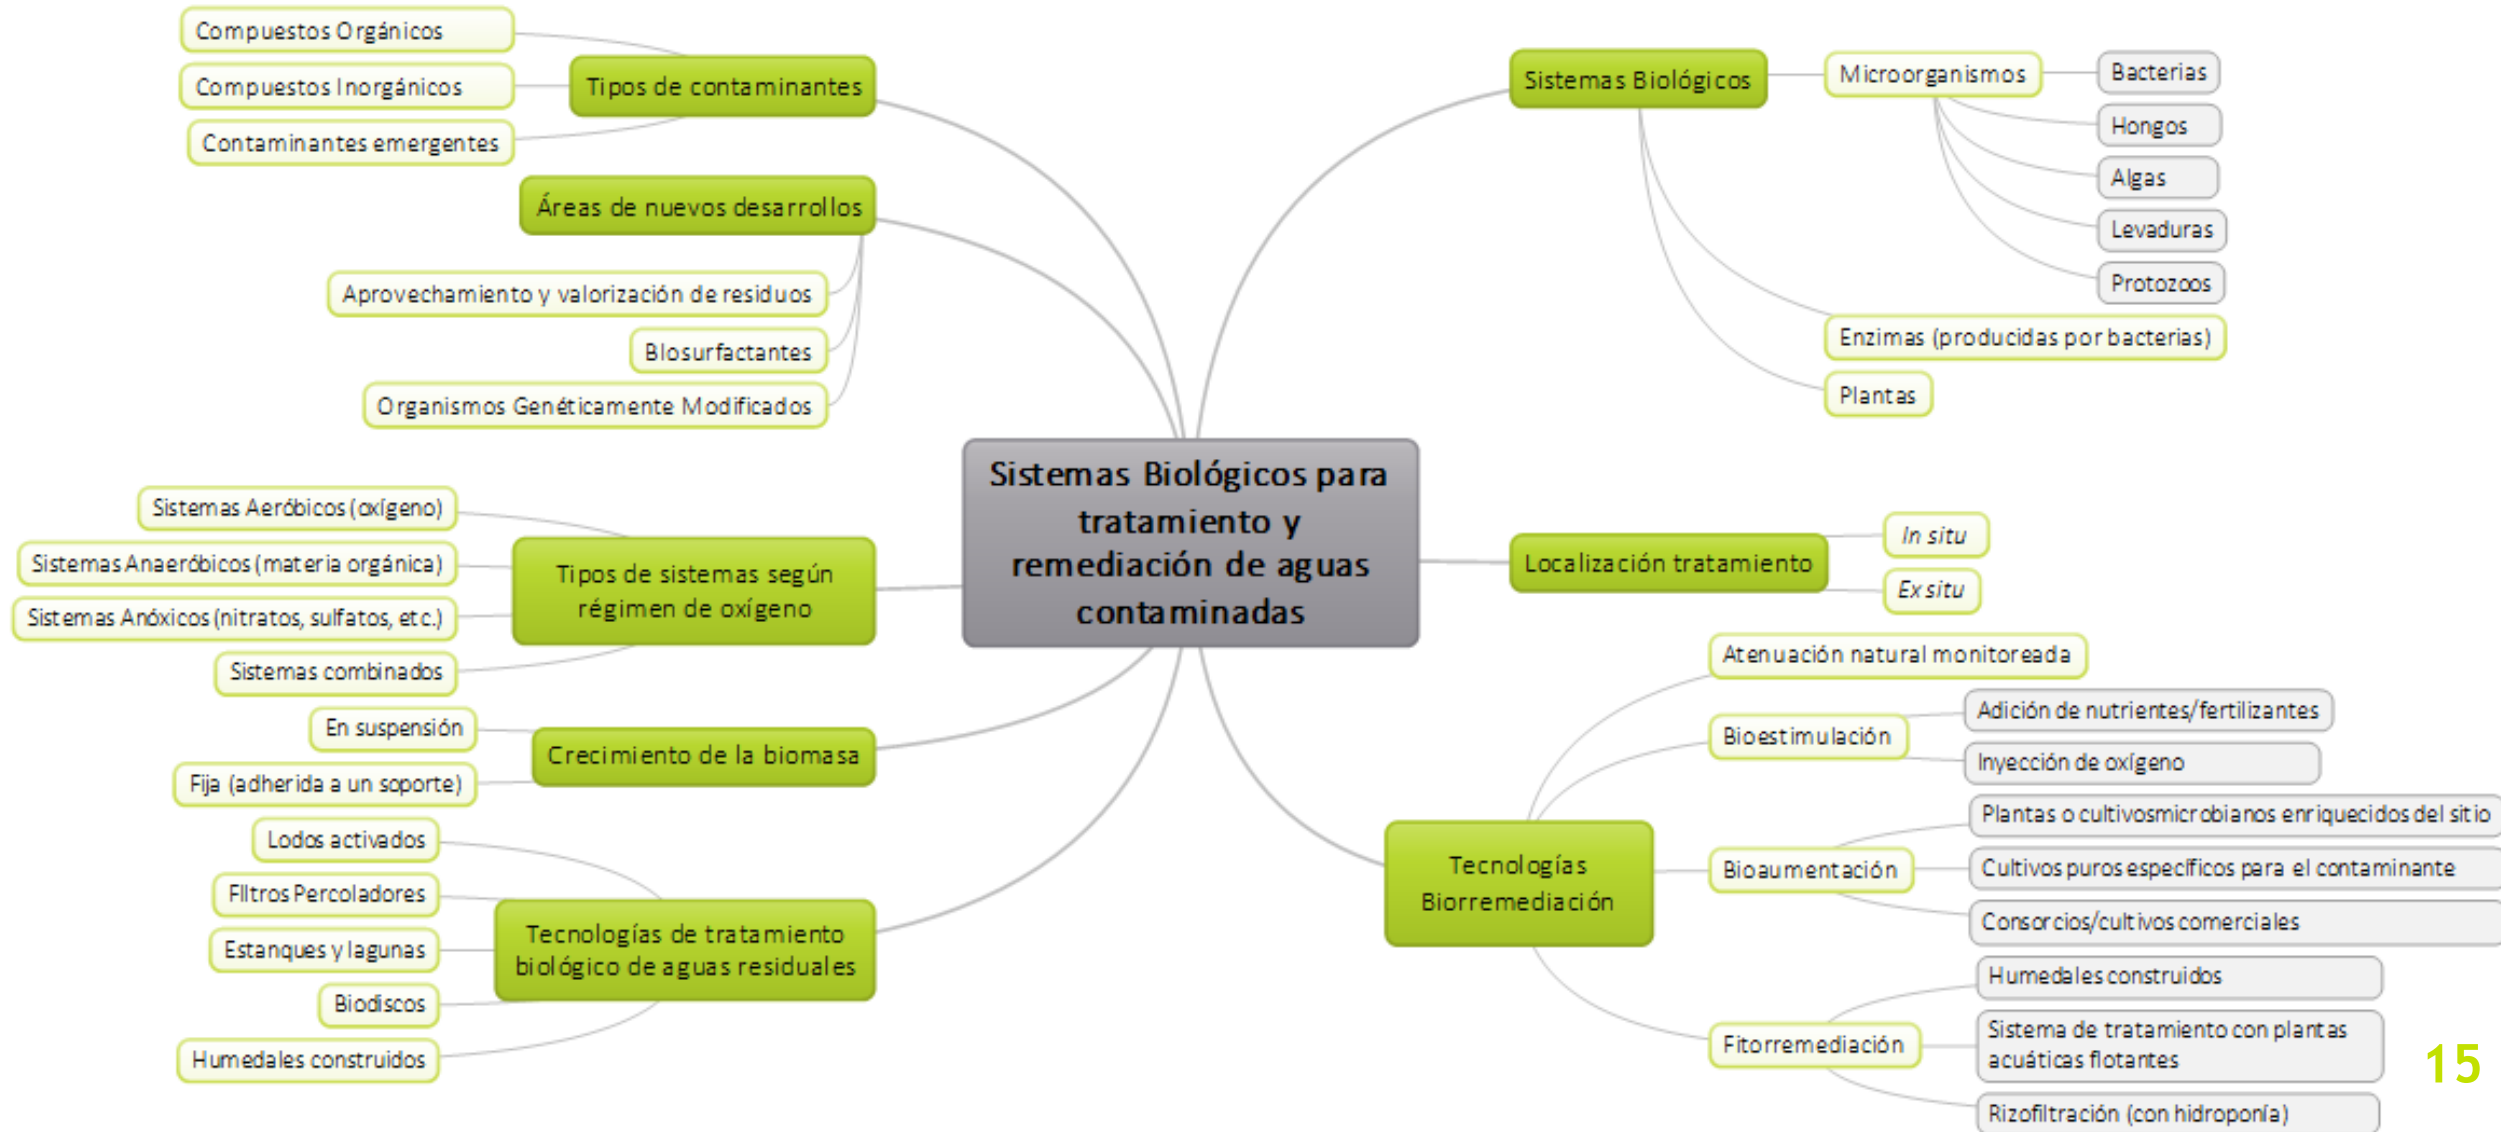 Compuestos Orgánicos
Compuestos Inorgánicos
Contaminantes emergentes
Tipos de contaminantes
Áreas de nuevos desarrollos
Aprovechamiento y valorización de residuos
BIosurfactantes
Organismos Genéticamente Modificados
Sistemas Aeróbicos (oxígeno)
Sistemas Anaeróbicos (materia orgánica)
Sistemas Anóxicos (nitratos, sulfatos, etc.)
Sistemas combinados
Tipos de sistemas según
régimen de oxígeno
En suspensión
Fija (adherida a un soporte)
Crecimiento de la biomasa
Lodos activados
FIltros Percoladores
Estanques y lagunas
Biodiscos
Humedales construidos
Tecnologías de tratamiento
biológico de aguas residuales
Sistemas Biológicos para
tratamiento y
remediación de aguas
contaminadas
Sistemas Biológicos
Microorganismos
Bacterias
Hongos
Algas
Levaduras
Protozoos
Enzimas (producidas por bacterias)
Plantas
Localización tratamiento
In situ
Ex situ
Tecnologías
Biorremediación
Atenuación natural monitoreada
Bioestimulación
Adición de nutrientes/fertilizantes
Inyección de oxígeno
Bioaumentación
Plantas o cultivosmicrobianos enriquecidos del sitio
Cultivos puros específicos para el contaminante
Consorcios/cultivos comerciales
Fitorremediación
Humedales construidos
Sistema de tratamiento con plantas
acuáticas flotantes
Rizofiltración (con hidroponía)
15